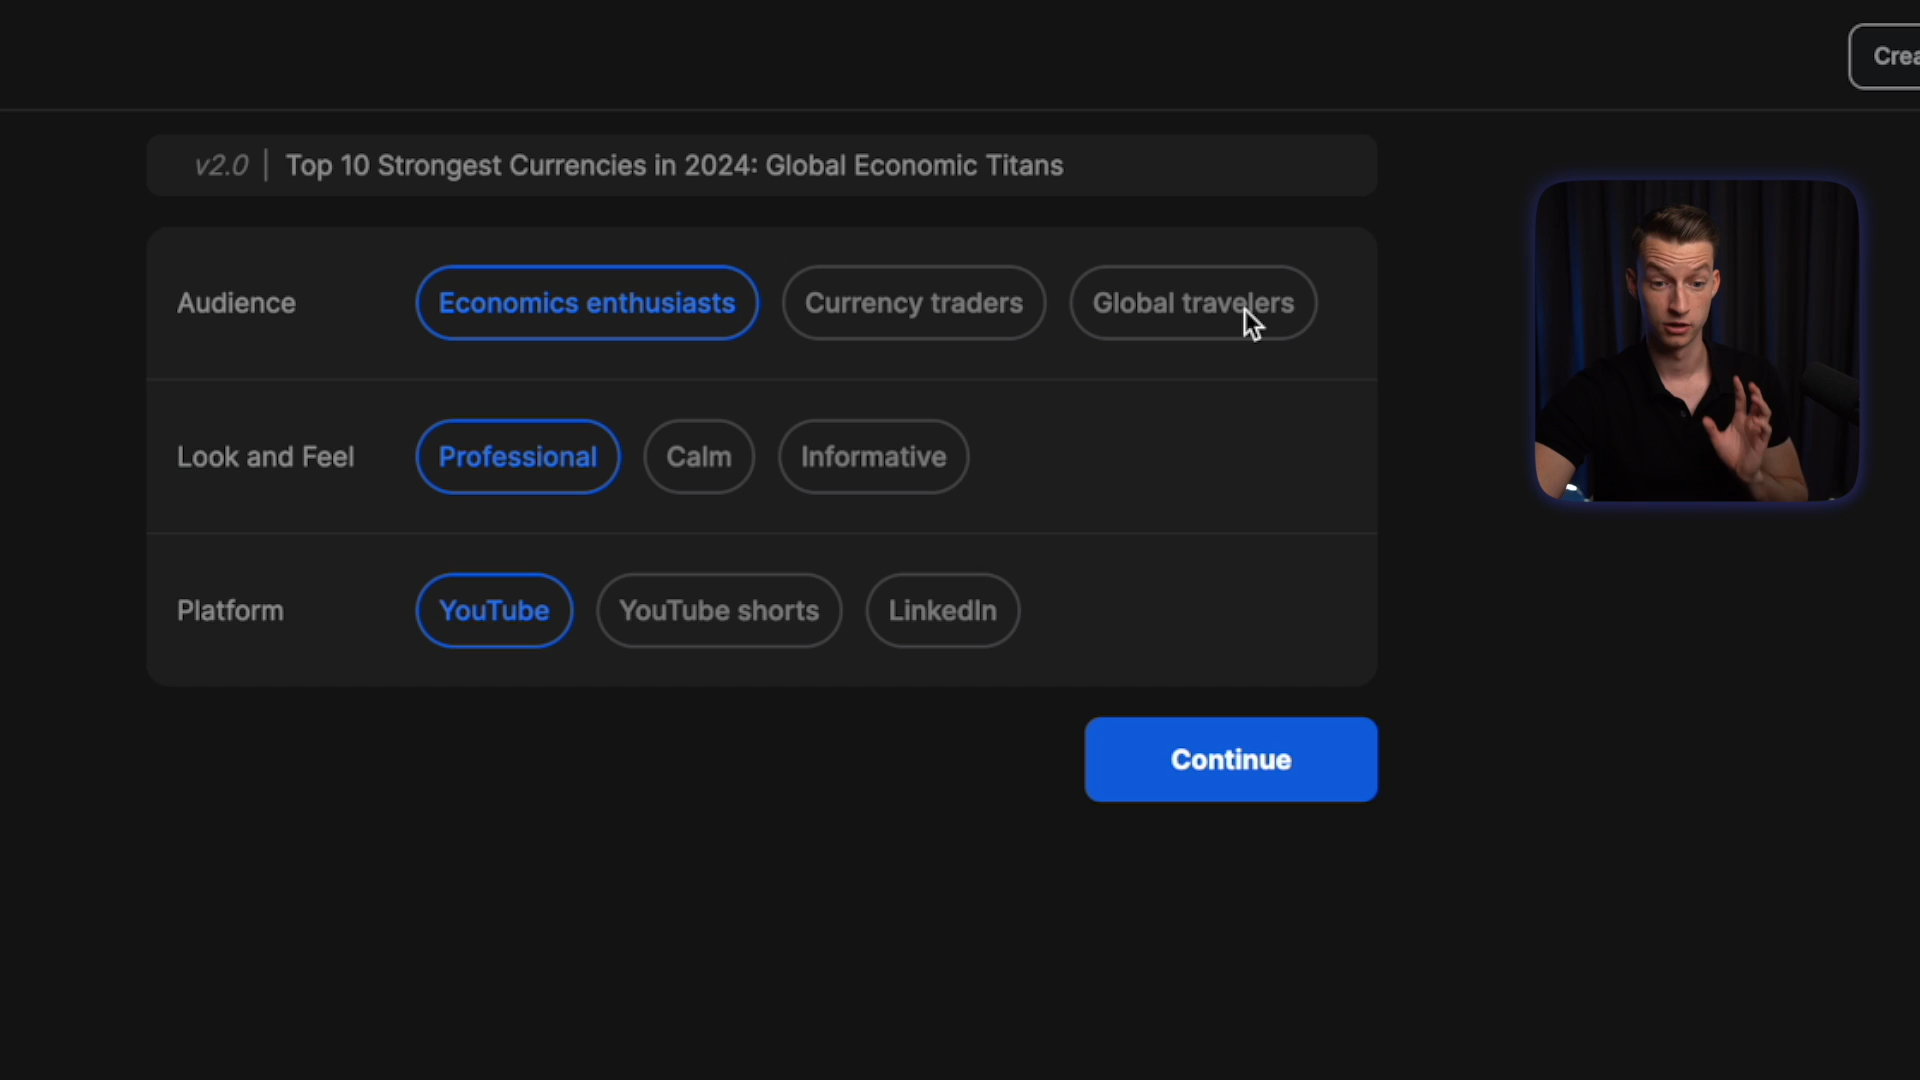 Crea
v2.0 | Top 10 Strongest Currencies in 2024: Global Economic Titans
Audience Economics enthusiasts Currency traders Global travelers
Look and Feel Professional Calm Informative
Platform YouTube YouTube shorts LinkedIn
Continue